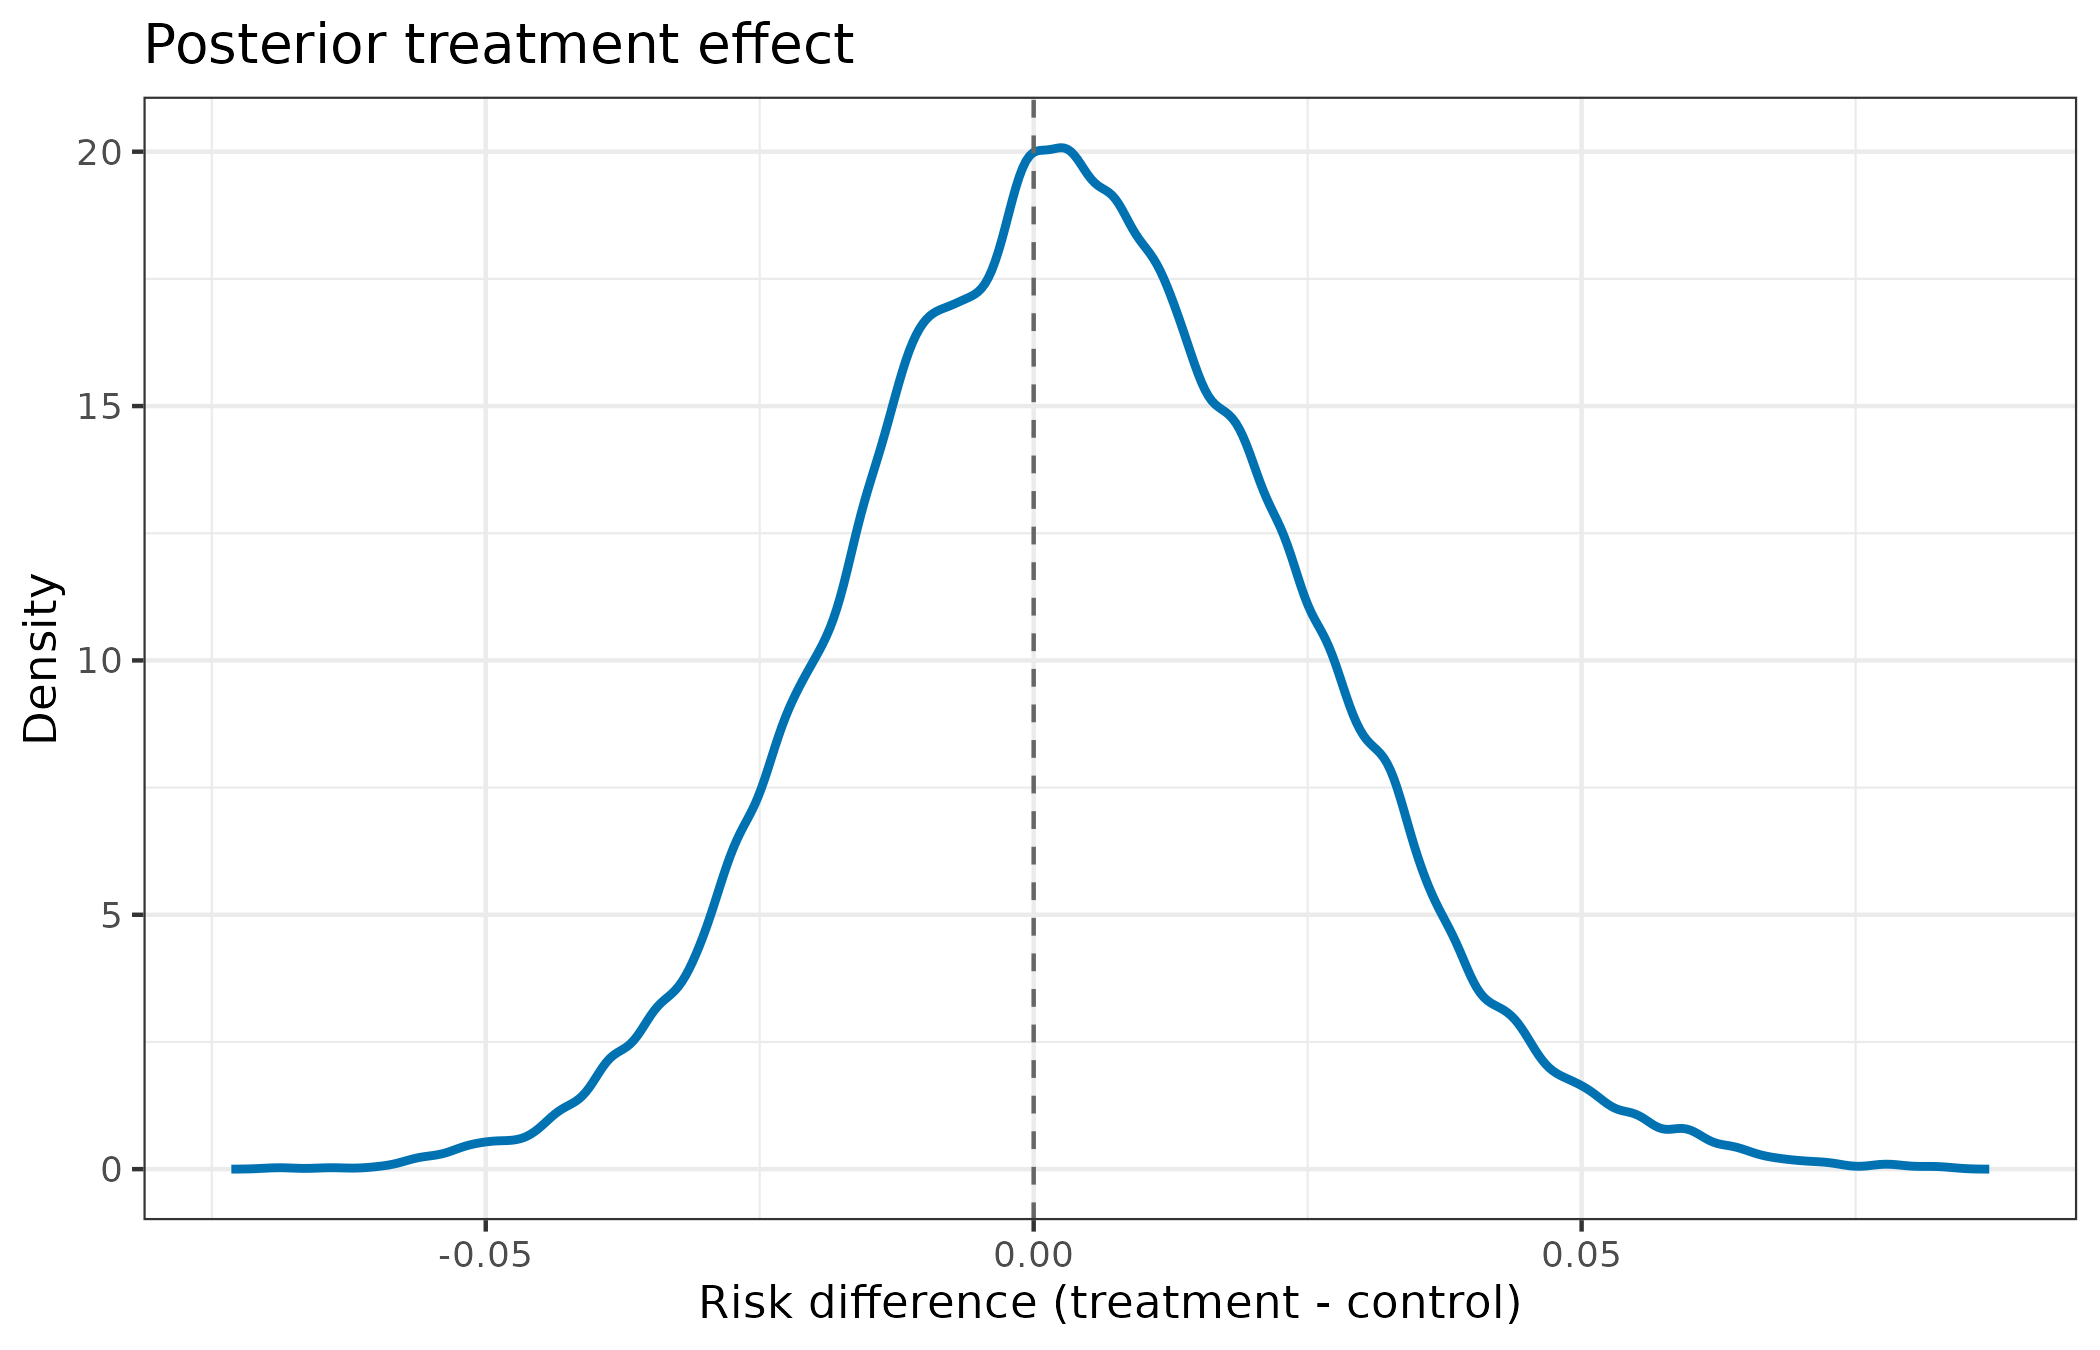 Posterior treatment effect
Density
20
15
10
5
0
-0.05
0.00
0.05
Risk difference (treatment - control)